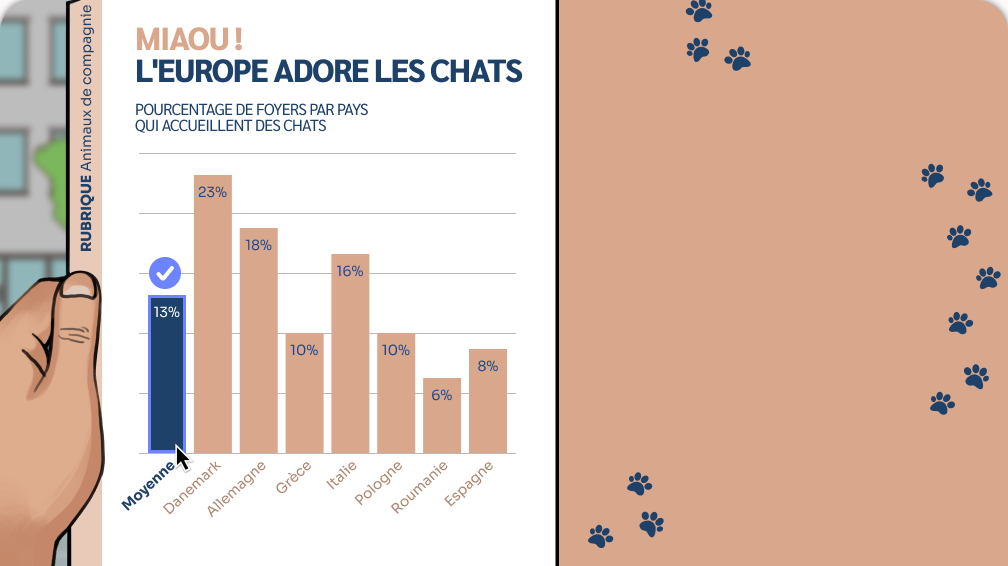 RUBRIQUE Animaux de compagnie
MIAOU !
L'EUROPE ADORE LES CHATS
POURCENTAGE DE FOYERS PAR PAYS
QUI ACCUEILLENT DES CHATS
13%
23%
18%
10%
16%
10%
6%
8%
Moyenne
Danemark
Allemagne
Grèce
Italie
Pologne
Roumanie
Espagne